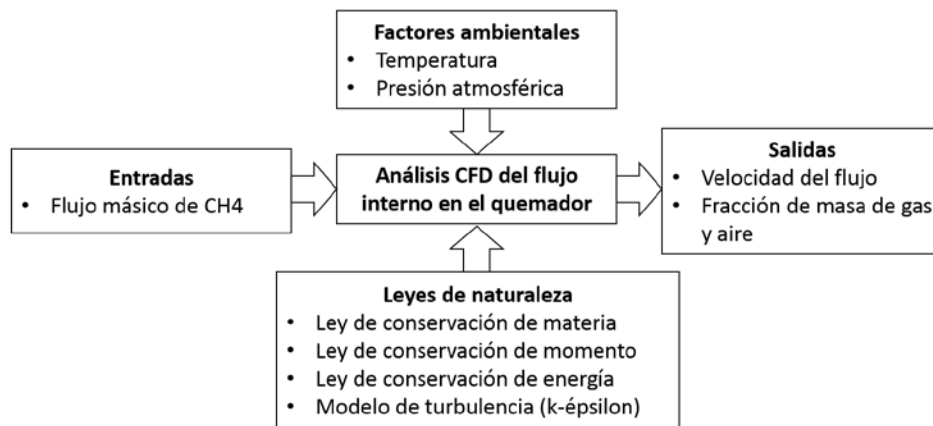 Factores ambientales
• Temperatura
• Presión atmosférica
Entradas
• Flujo másico de CH4
Análisis CFD del flujo
interno en el quemador
Salidas
• Velocidad del flujo
• Fracción de masa de gas
y aire
Leyes de naturaleza
• Ley de conservación de materia
• Ley de conservación de momento
• Ley de conservación de energía
• Modelo de turbulencia (k-épsilon)